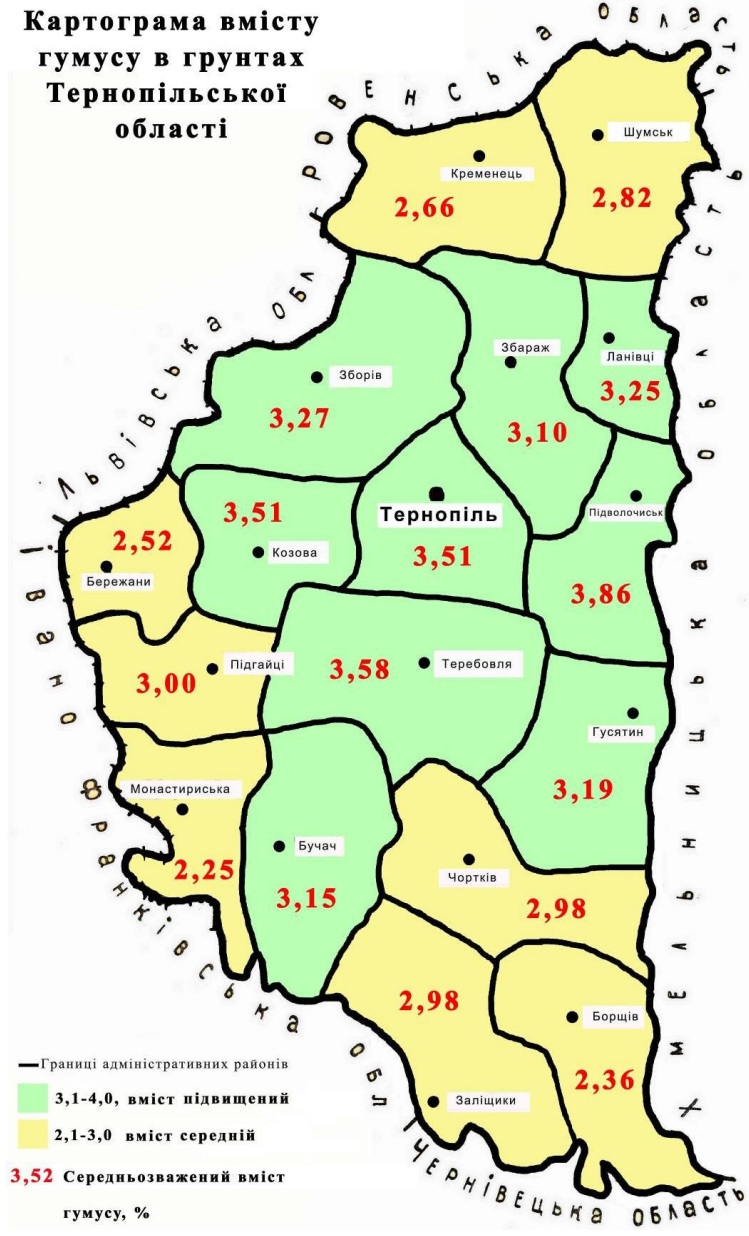 Картограма вмісту
гумусу в грунтах
Тернопільської
області
РОВЕНСЬКА ОБЛАСТЬ
Шумськ
2,82
Кременець
2,66
ЛЬВІВСЬКА ОБЛ
Збараж
3,10
Ланівці
3,25
Зборів
3,27
3,51
Козова
Тернопіль
3,51
Підволочиськ
3,86
2,52
Бережани
Підгайці
3,00
3,58
Теребовля
Гусятин
3,19
Монастириська
2,25
Бучач
3,15
Чортків
2,98
2,98
Заліщики
Борщів
2,36
ІВАНО ФРАНКІВСЬКА ОБЛ
ХМЕЛЬНИЦЬКА ОБЛАСТЬ
ЧЕРНІВЕЦЬКА ОБЛАСТЬ
Границі адміністративних районів
3,1-4,0, вміст підвищений
2,1-3,0 вміст середній
3,52 Середньозважений вміст
гумусу, %